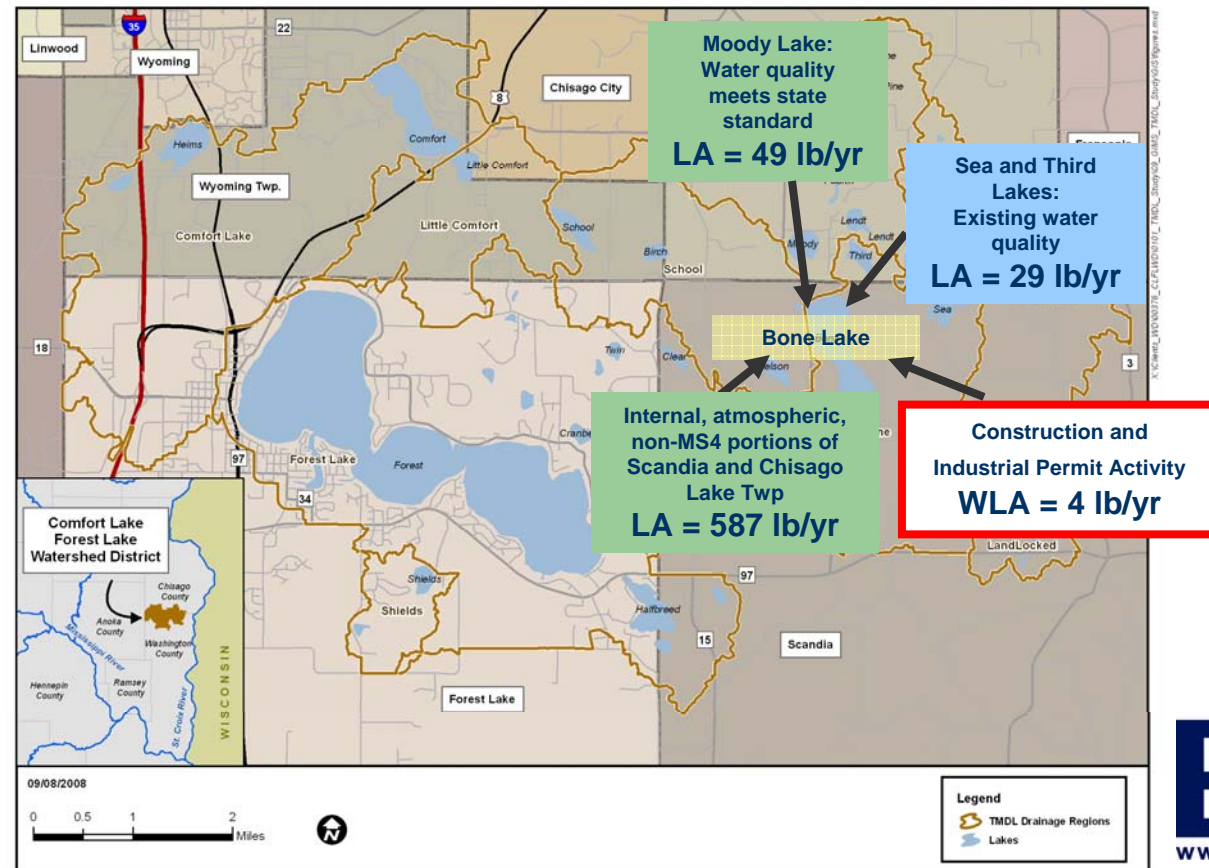 35
22
Linwood
Wyoming
8
Chisago City
Moody Lake:
Water quality
meets state
standard
LA = 49 lb/yr
Sea and Third
Lakes:
Existing water
quality
LA = 29 lb/yr
Heims
Comfort
Little Comfort
Wyoming Twp.
Comfort Lake
Little Comfort
School
Birch
School
Moody
Lendt
Lendt
Third
Sea
18
Bone Lake
Twin
Clear
3
Internal, atmospheric,
non-MS4 portions of
Scandia and Chisago
Lake Twp
LA = 587 lb/yr
Construction and
Industrial Permit Activity
WLA = 4 lb/yr
97
Forest Lake
Forest
34
LandLocked
97
Shields
Shields
Halfbreed
15
Scandia
Forest Lake
Comfort Lake
Forest Lake
Watershed District
Chisago
County
Anoka
County
Washington
County
Mississippi River
Hennepin
County
Ramsey
County
St. Croix River
WISCONSIN
09/08/2008
0 0.5 1 2
Miles
N
Legend
TMDL Drainage Regions
Lakes